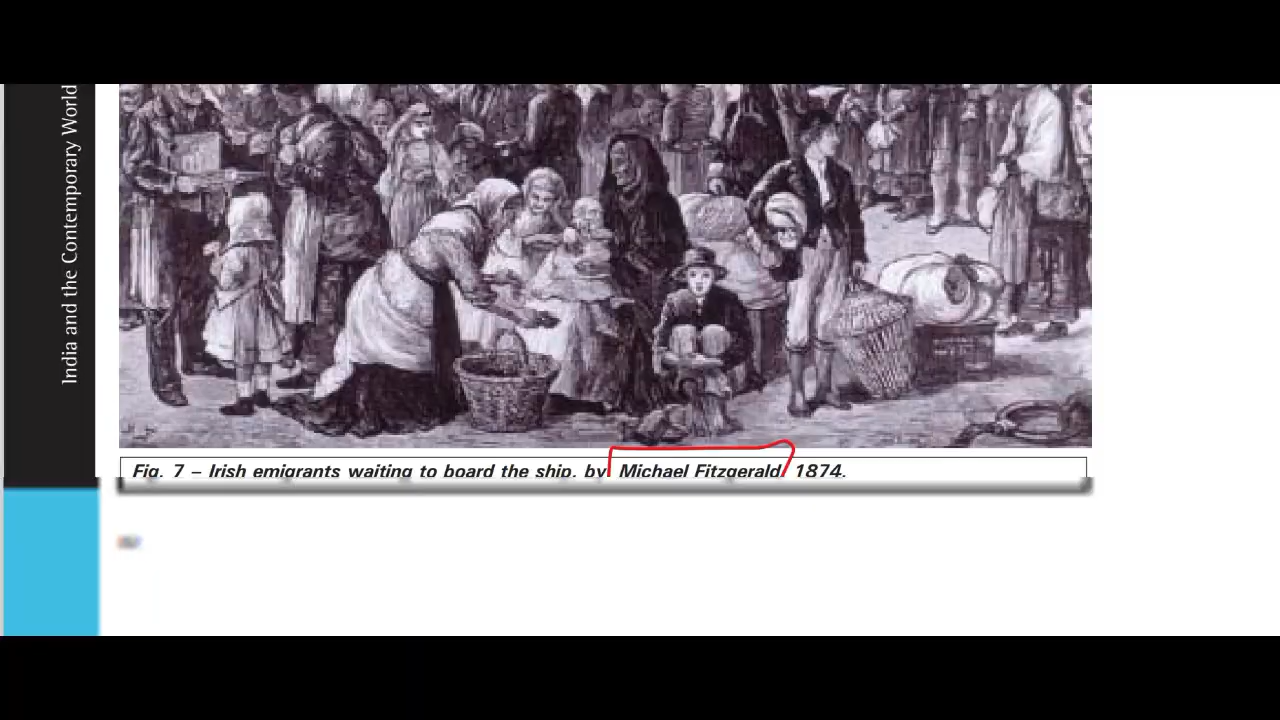 India and the Contemporary World
Fig. 7 – Irish emigrants waiting to board the ship, by Michael Fitzgerald, 1874.